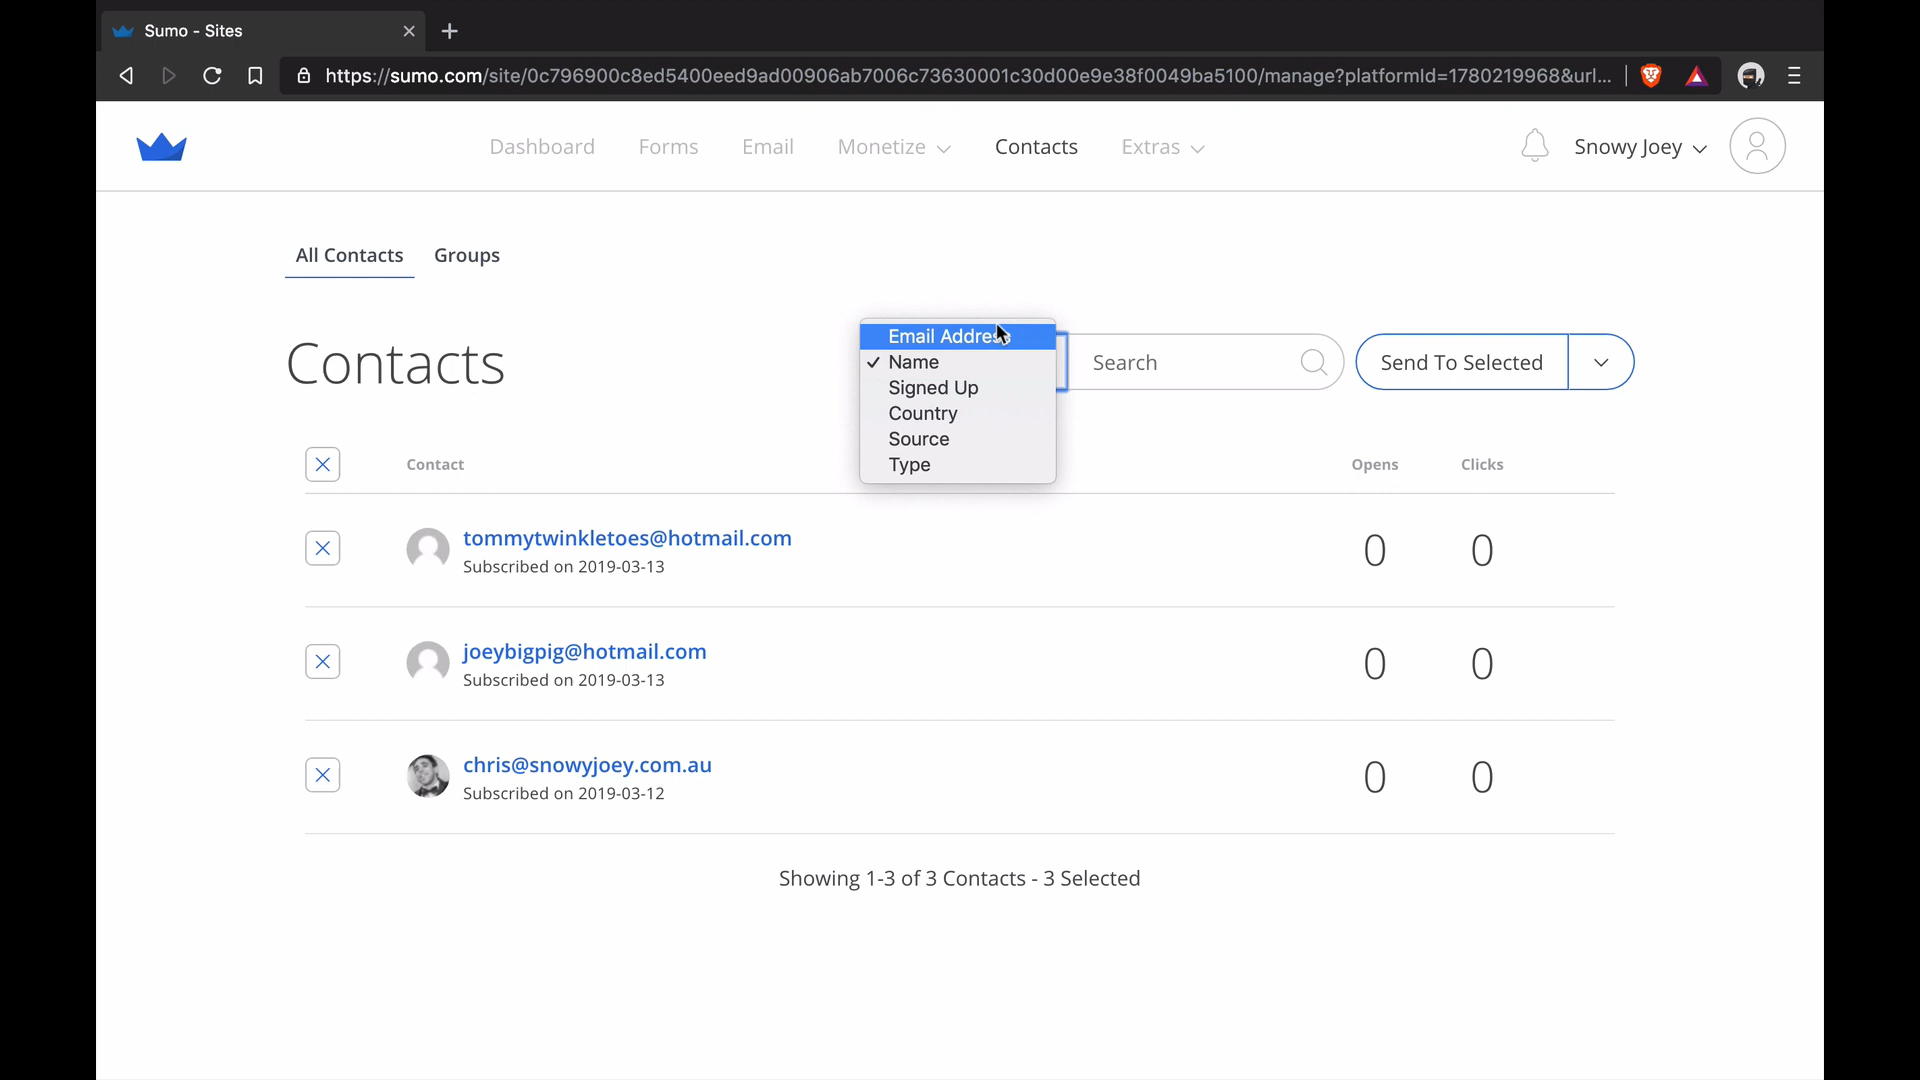 Sumo - Sites
https://sumo.com/site/0c796900c8ed5400eed9ad00906ab7006c73630001c30d00e9e38f0049ba5100/manage?platformId=1780219968&url...
Dashboard Forms Email Monetize Contacts Extras Snowy Joey
All Contacts Groups
Contacts
Email Address
Name
Signed Up
Country
Source
Type
Search
Send To Selected
Contact Opens Clicks
tommytwinkletoes@hotmail.com
Subscribed on 2019-03-13
0 0
joeybigpig@hotmail.com
Subscribed on 2019-03-13
0 0
chris@snowyjoey.com.au
Subscribed on 2019-03-12
0 0
Showing 1-3 of 3 Contacts - 3 Selected